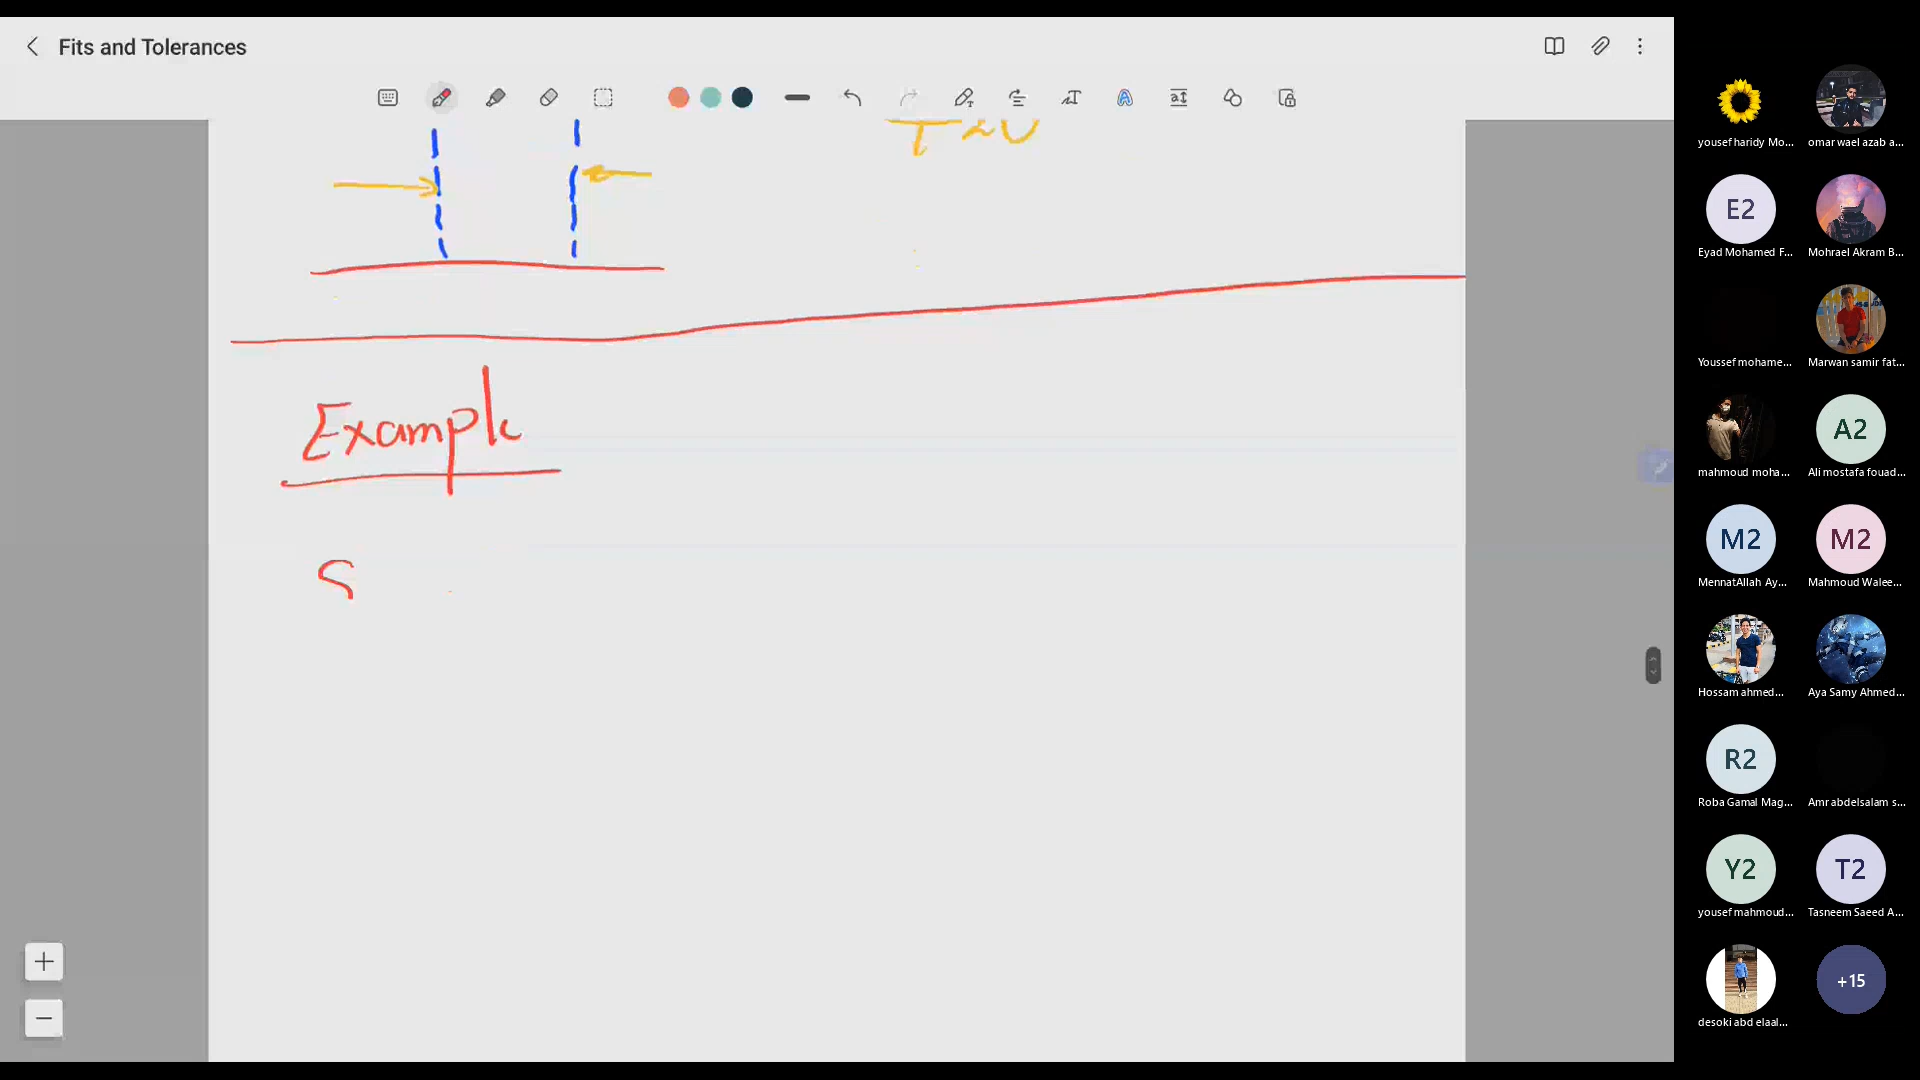 Fits and Tolerances
Example
S
yousef haridy Mo...
omar wael azab a...
E2
Eyad Mohamed F...
Mohrael Akram B...
Youssef mohame...
Marwan samir fat...
mahmoud moha...
A2
Ali mostafa fouad...
M2
MennatAllah Ay...
M2
Mahmoud Walee...
Hossam ahmed...
Aya Samy Ahmed...
R2
Roba Gamal Mag...
Amr abdelsalam s...
Y2
yousef mahmoud...
T2
Tasneem Saeed A...
desoki abd elaal...
+15